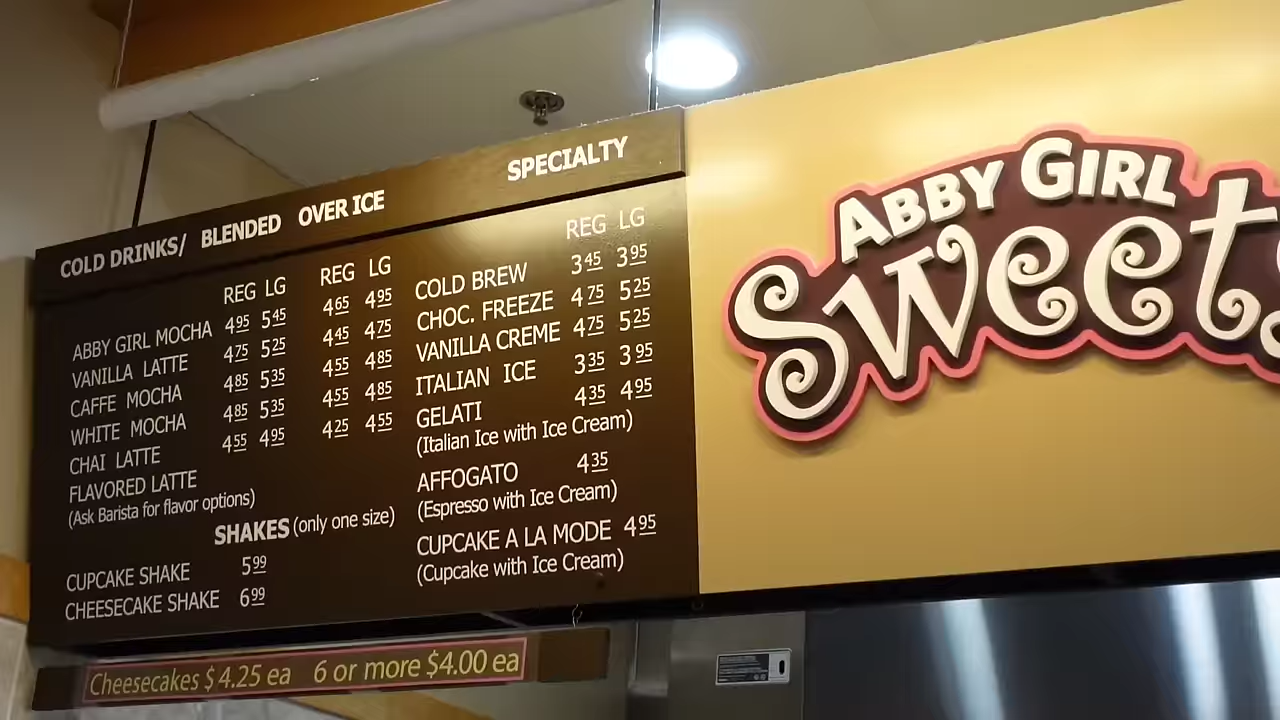 COLD DRINKS/ BLENDED OVER ICE SPECIALTY
REG LG REG LG
ABBY GIRL MOCHA 4.95 5.45 4.65 4.95
VANILLA LATTE 4.75 5.25 4.45 4.75
CAFFE MOCHA 4.85 5.35 4.55 4.85
WHITE MOCHA 4.85 5.35 4.55 4.85
CHAI LATTE 4.55 4.95 4.25 4.55
FLAVORED LATTE
(Ask Barista for flavor options)
SHAKES (only one size)
CUPCAKE SHAKE 5.99
CHEESECAKE SHAKE 6.99
REG LG
COLD BREW 3.45 3.95
CHOC. FREEZE 4.75 5.25
VANILLA CREME 4.75 5.25
ITALIAN ICE 3.35 3.95
GELATI 4.35 4.95
(Italian Ice with Ice Cream)
AFFOGATO 4.35
(Espresso with Ice Cream)
CUPCAKE A LA MODE 4.95
(Cupcake with Ice Cream)
Cheesecakes $4.25 ea 6 or more $4.00 ea
ABBY GIRL
Sweets